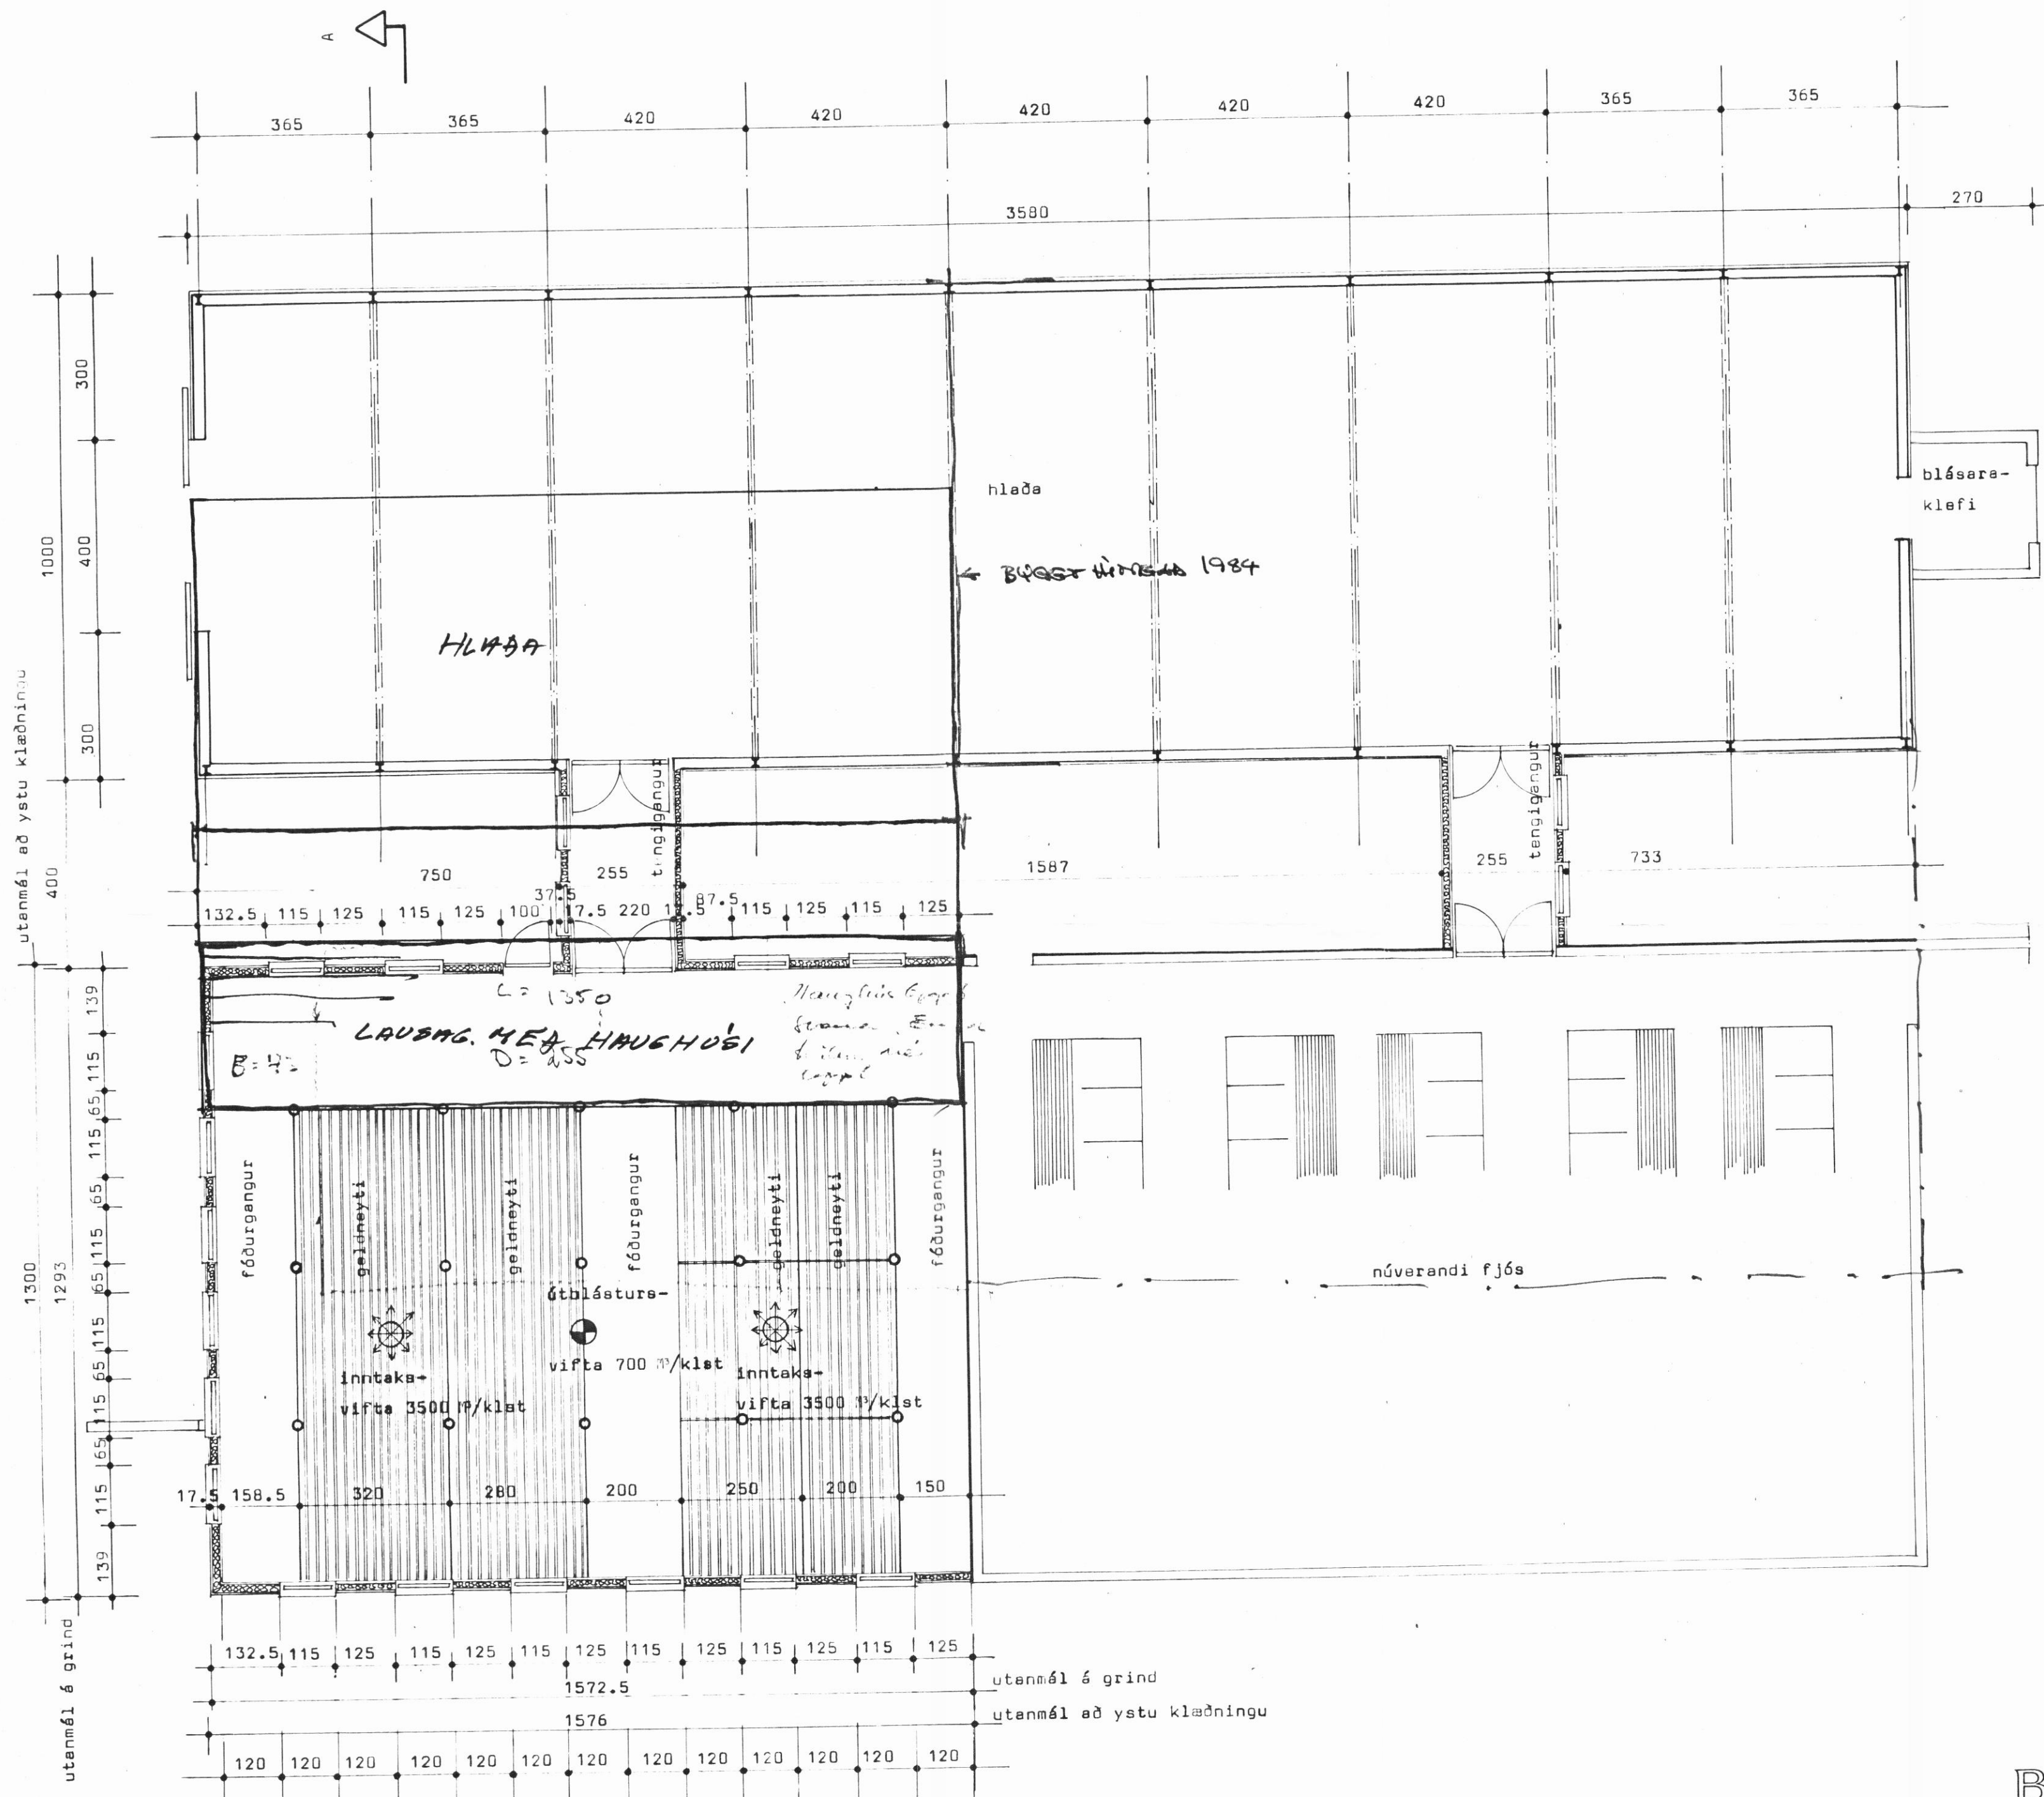 A
365 365 420 420 420 420 420 365 365
3580
270
300
400
300
1000
400
utanmál að ystu klæðningu
hlaða
blásara-
klefi
← BYGGT HINGAÐ 1984
HLAÐA
tengigangur
tengigangur
750 255 1587 255 733
37.5 87.5
132.5 115 125 115 125 100 17.5 220 115 125 115 125
L = 1350
LAUSAG. MEÐ HAUGHÚSI
D = 255
139
115
65
115
65
115
65
115
65
115
65
115
139
1300
1293
fóðurgangur
geldneyti
geldneyti
fóðurgangur
geldneyti
geldneyti
fóðurgangur
núverandi fjós
útblásturs-
vifta 700 M³/klst
inntaks-
vifta 3500 M³/klst
inntaks-
vifta 3500 M³/klst
17.5 158.5 320 280 200 250 200 150
utanmál á grind
132.5 115 125 115 125 115 125 115 125 115 125 115 125
utanmál á grind
1572.5
utanmál að ystu klæðningu
1576
120 120 120 120 120 120 120 120 120 120 120 120 120
B